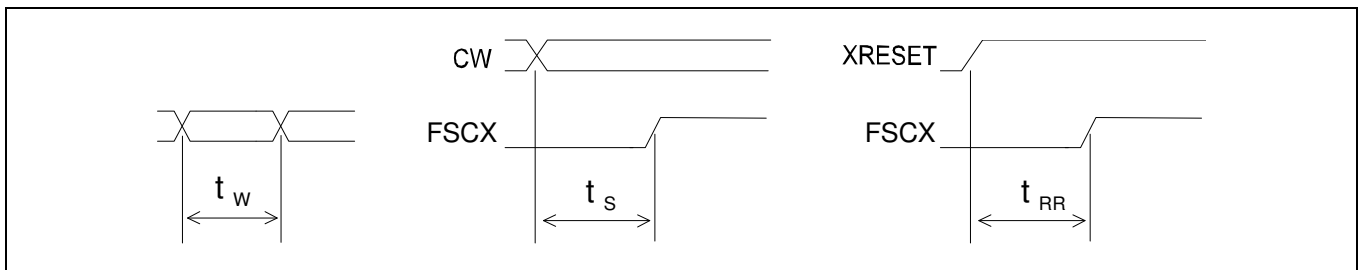 CW
XRESET
FSCX
FSCX
t W
t S
t RR